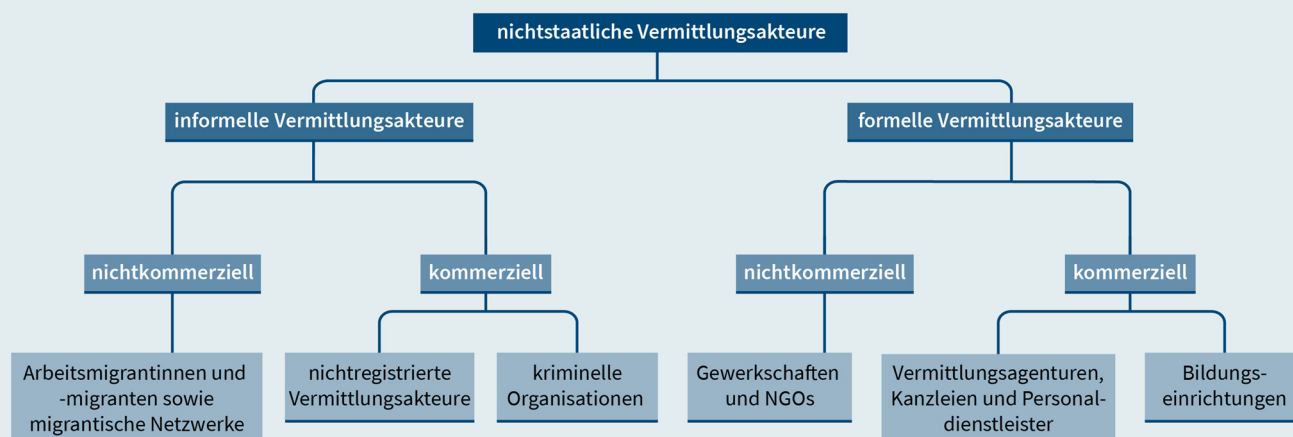 nichtstaatliche Vermittlungsakteure
informelle Vermittlungsakteure
formelle Vermittlungsakteure
nichtkommerziell
kommerziell
nichtkommerziell
kommerziell
Arbeitsmigrantinnen und
-migranten sowie
migrantische Netzwerke
nichtregistrierte
Vermittlungsakteure
kriminelle
Organisationen
Gewerkschaften
und NGOs
Vermittlungsagenturen,
Kanzleien und Personal-
dienstleister
Bildungs-
einrichtungen